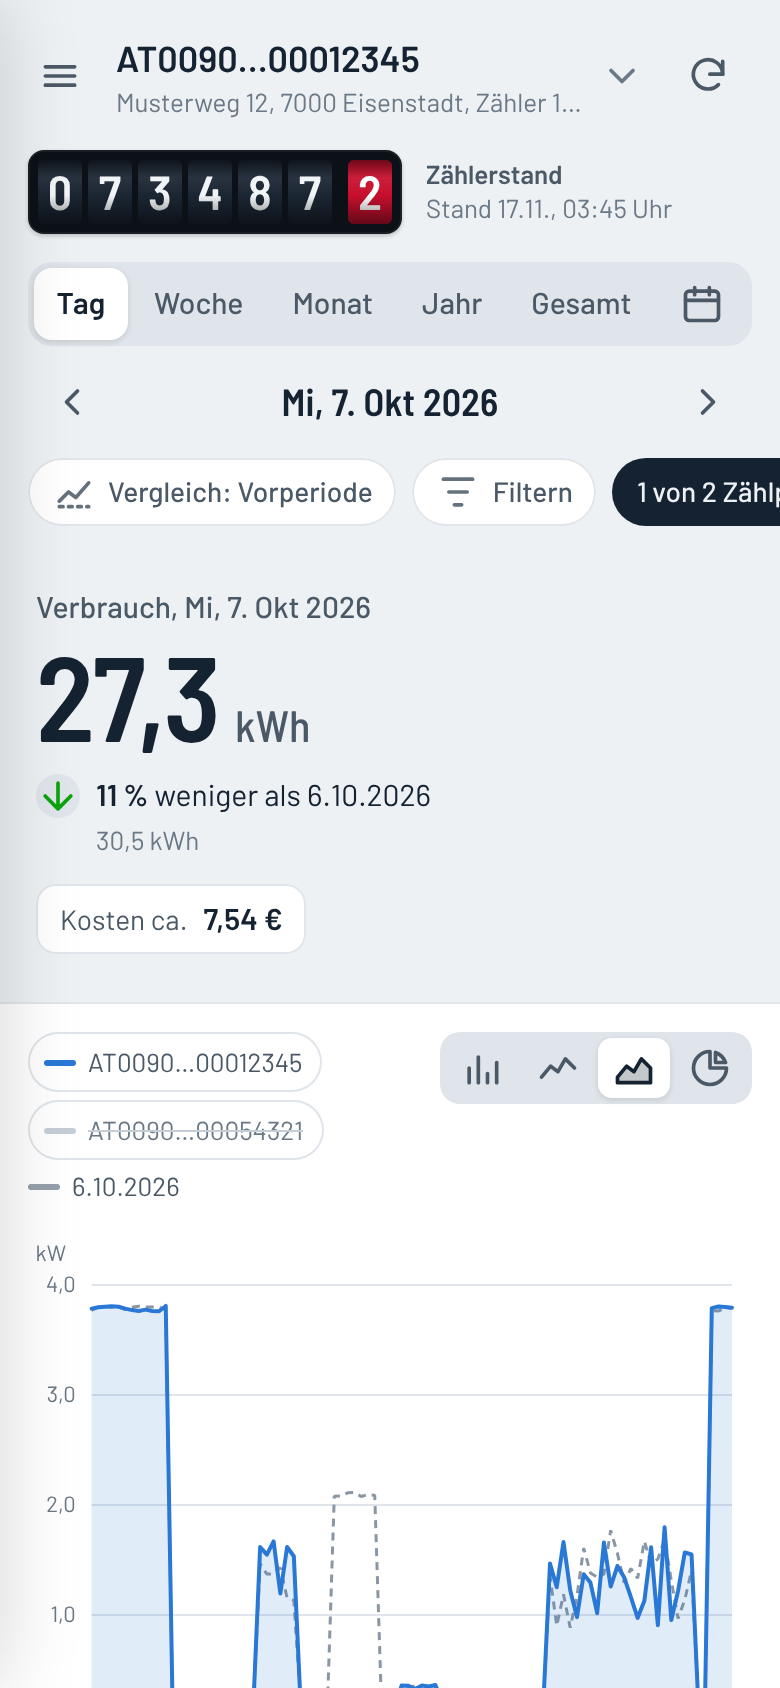 AT0090...00012345
Musterweg 12, 7000 Eisenstadt, Zähler 1...
0 7 3 4 8 7 2
Zählerstand
Stand 17.11., 03:45 Uhr
Tag Woche Monat Jahr Gesamt
Mi, 7. Okt 2026
Vergleich: Vorperiode
Filtern
1 von 2
Verbrauch, Mi, 7. Okt 2026
27,3 kWh
11 % weniger als 6.10.2026
30,5 kWh
Kosten ca. 7,54 €
AT0090...00012345
AT0090...00054321
6.10.2026
kW
4,0
3,0
2,0
1,0